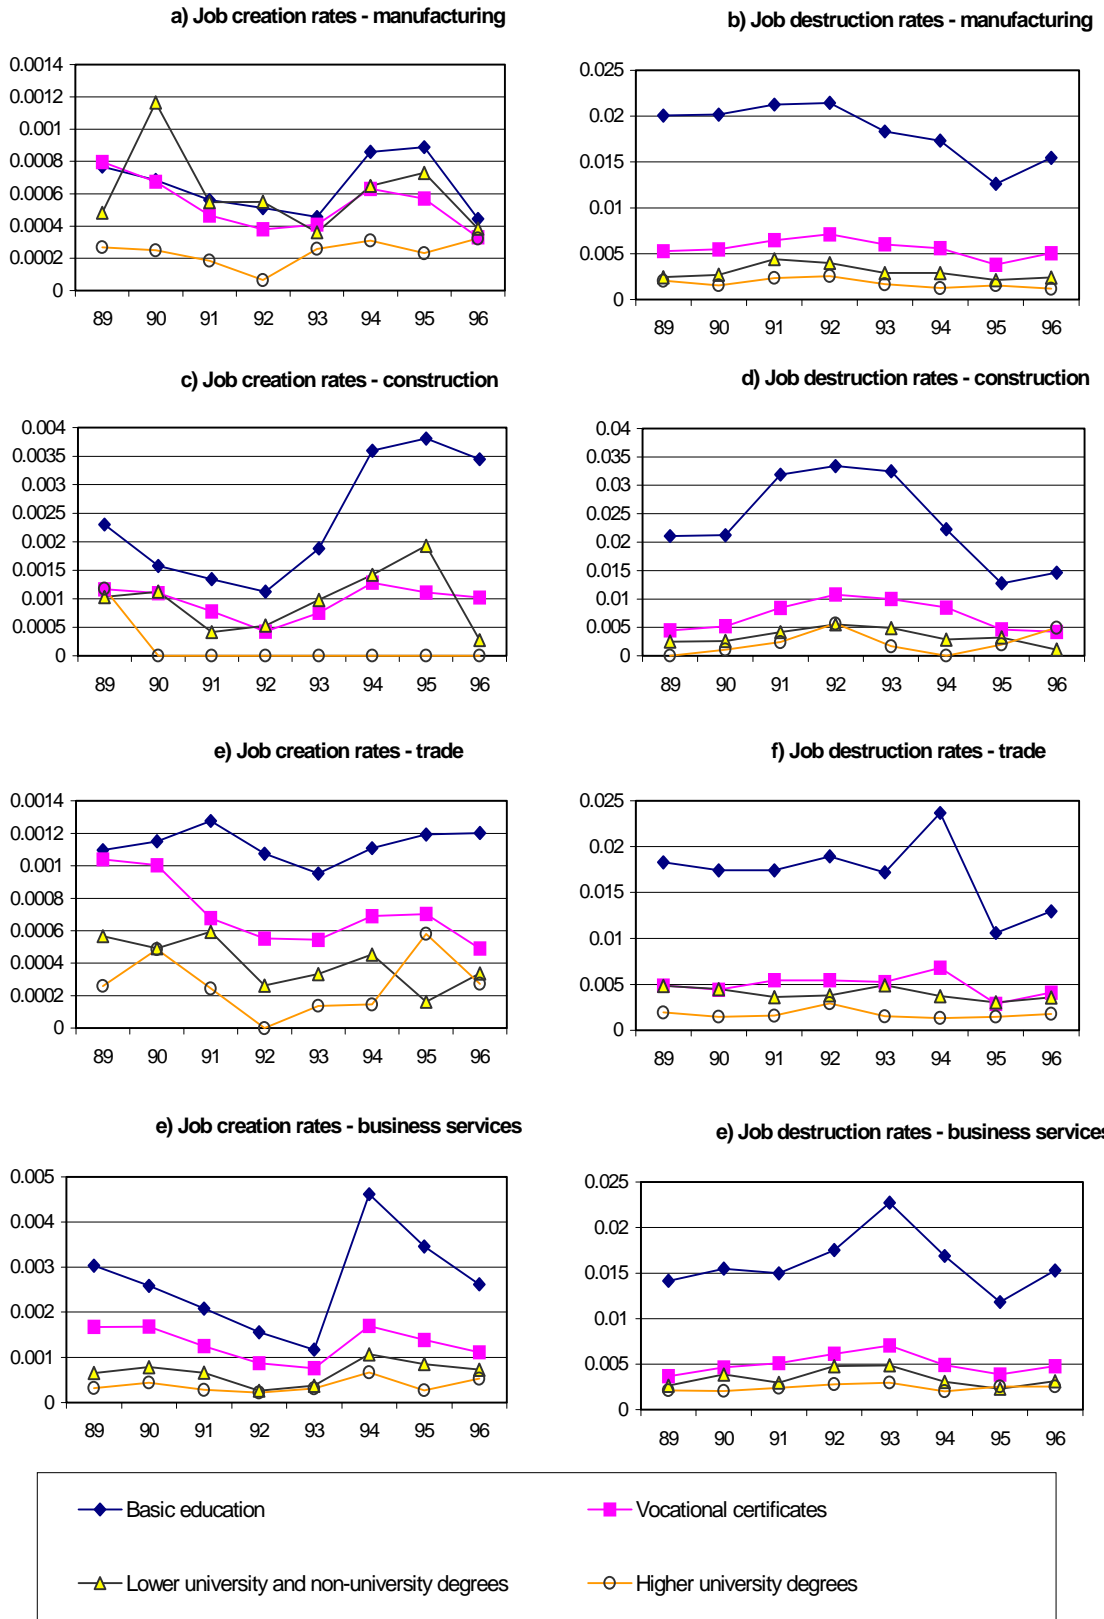 a) Job creation rates - manufacturing
0.0014
0.0012
0.001
0.0008
0.0006
0.0004
0.0002
0
89 90 91 92 93 94 95 96
b) Job destruction rates - manufacturing
0.025
0.02
0.015
0.01
0.005
0
89 90 91 92 93 94 95 96
c) Job creation rates - construction
0.004
0.0035
0.003
0.0025
0.002
0.0015
0.001
0.0005
0
89 90 91 92 93 94 95 96
d) Job destruction rates - construction
0.04
0.035
0.03
0.025
0.02
0.015
0.01
0.005
0
89 90 91 92 93 94 95 96
e) Job creation rates - trade
0.0014
0.0012
0.001
0.0008
0.0006
0.0004
0.0002
0
89 90 91 92 93 94 95 96
f) Job destruction rates - trade
0.025
0.02
0.015
0.01
0.005
0
89 90 91 92 93 94 95 96
e) Job creation rates - business services
0.005
0.004
0.003
0.002
0.001
0
89 90 91 92 93 94 95 96
e) Job destruction rates - business services
0.025
0.02
0.015
0.01
0.005
0
89 90 91 92 93 94 95 96
Basic education
Vocational certificates
Lower university and non-university degrees
Higher university degrees